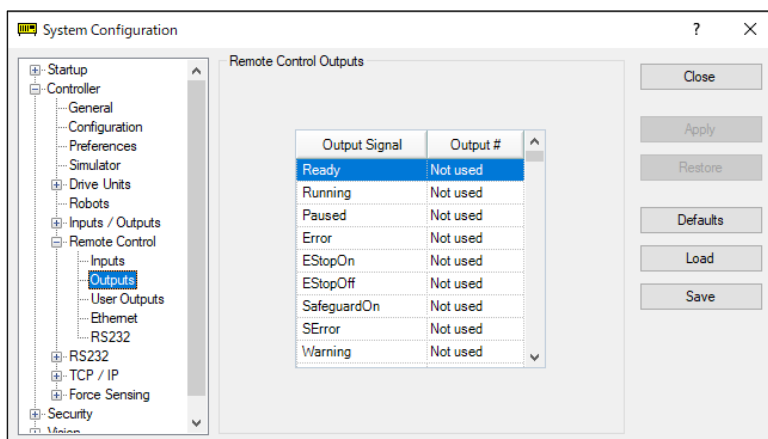 System Configuration
?
Startup
Controller
General
Configuration
Preferences
Simulator
Drive Units
Robots
Inputs / Outputs
Remote Control
Inputs
Outputs
User Outputs
Ethernet
RS232
RS232
TCP / IP
Force Sensing
Security
Vision
Remote Control Outputs
Output Signal Output #
Ready Not used
Running Not used
Paused Not used
Error Not used
EStopOn Not used
EStopOff Not used
SafeguardOn Not used
SError Not used
Warning Not used
Close
Apply
Restore
Defaults
Load
Save